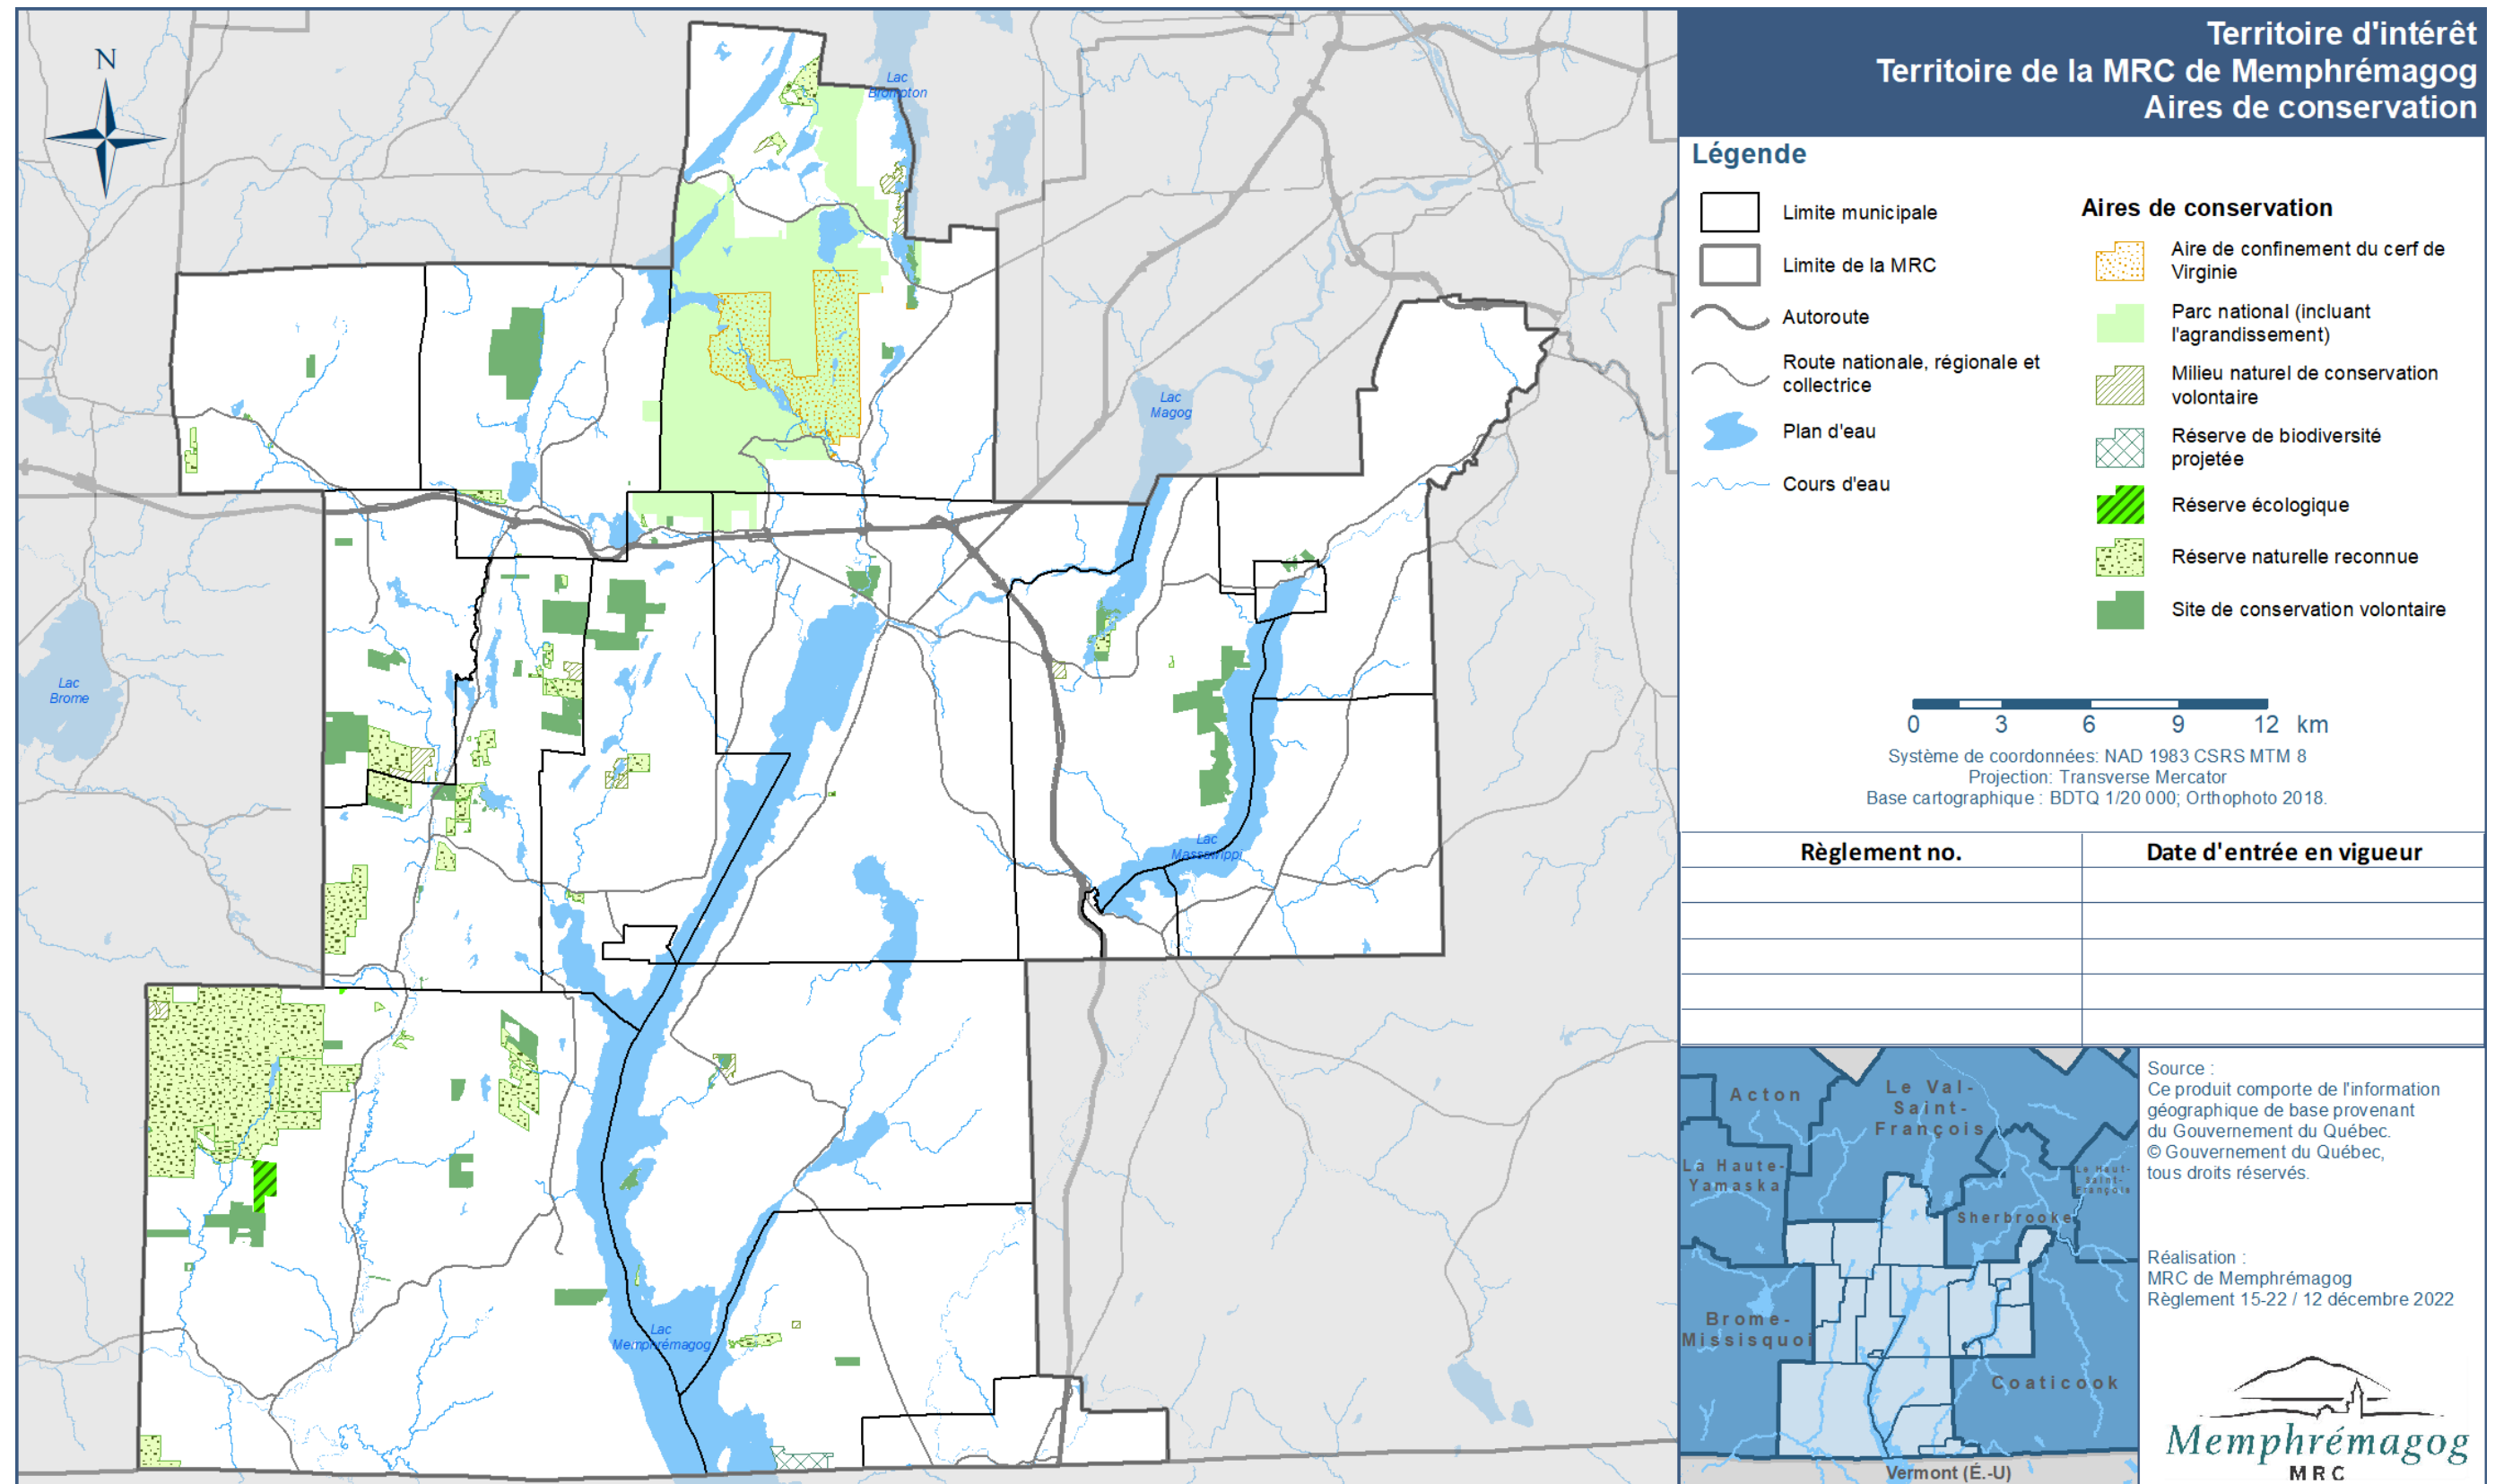 Territoire d'intérêt
Territoire de la MRC de Memphrémagog
Aires de conservation
N
Lac
Brompton
Lac
Magog
Lac
Brome
Lac
Massawippi
Lac
Memphrémagog
Légende
Limite municipale
Limite de la MRC
Autoroute
Route nationale, régionale et
collectrice
Plan d'eau
Cours d'eau
Aires de conservation
Aire de confinement du cerf de
Virginie
Parc national (incluant
l'agrandissement)
Milieu naturel de conservation
volontaire
Réserve de biodiversité
projetée
Réserve écologique
Réserve naturelle reconnue
Site de conservation volontaire
0 3 6 9 12 km
Système de coordonnées: NAD 1983 CSRS MTM 8
Projection: Transverse Mercator
Base cartographique : BDTQ 1/20 000; Orthophoto 2018.
Règlement no. Date d'entrée en vigueur
Acton
Le Val-
Saint-
François
La Haute-
Yamaska
Le Haut-
Saint-
François
Sherbrooke
Brome-
Missisquoi
Coaticook
Vermont (É.-U)
Source :
Ce produit comporte de l'information
géographique de base provenant
du Gouvernement du Québec.
© Gouvernement du Québec,
tous droits réservés.
Réalisation :
MRC de Memphrémagog
Règlement 15-22 / 12 décembre 2022
Memphrémagog
MRC